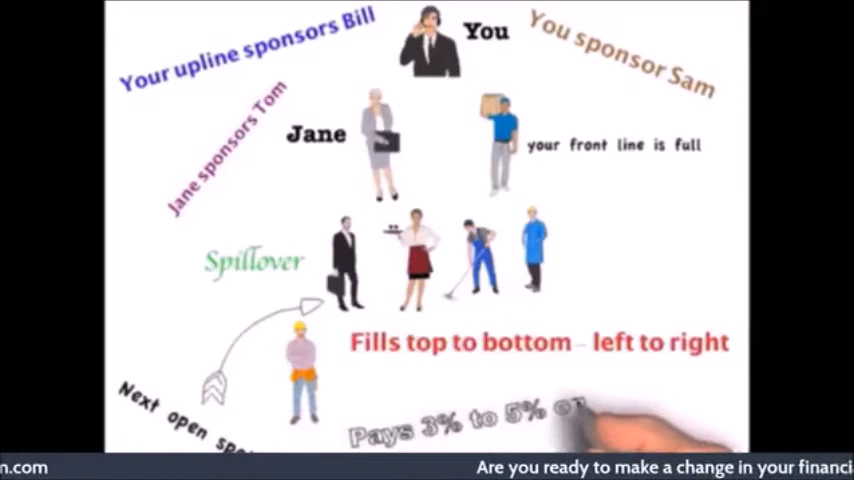 Your upline sponsors Bill
You
You sponsor Sam
Jane sponsors Tom
Jane
your front line is full
Spillover
Fills top to bottom - left to right
Next open
Pays 3% to 5%
n.com
Are you ready to make a change in your